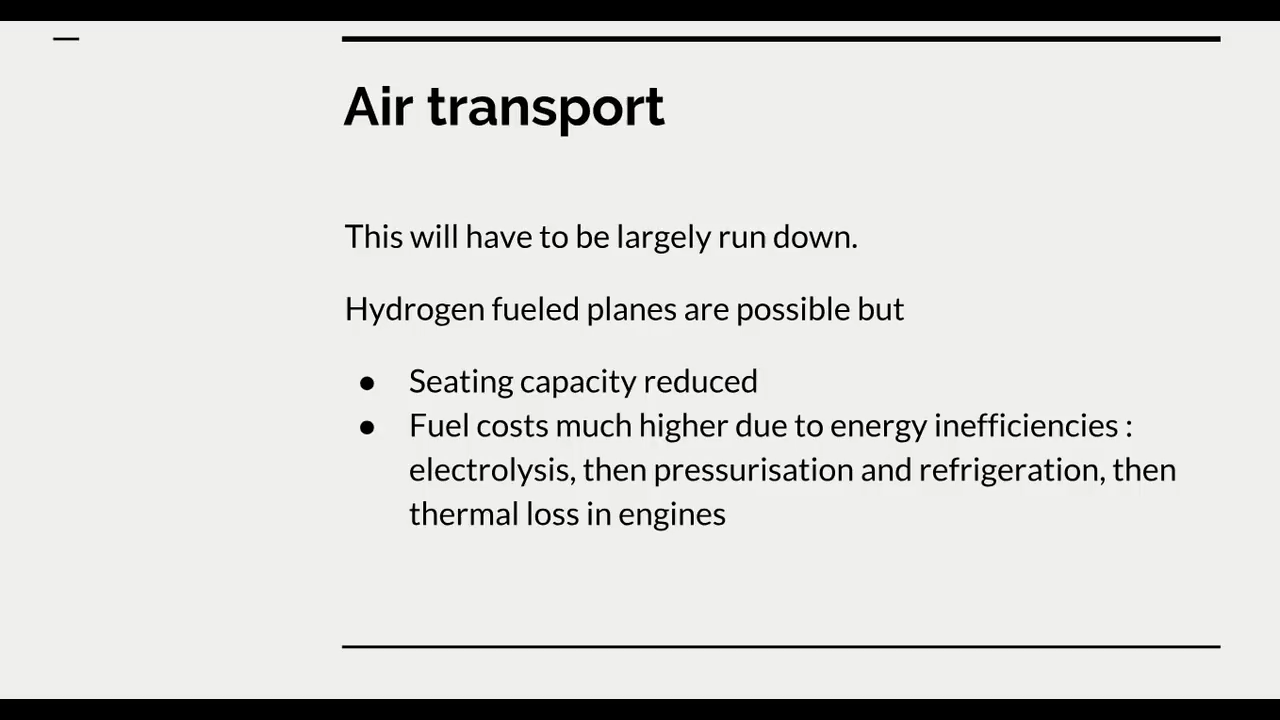 Air transport
This will have to be largely run down.
Hydrogen fueled planes are possible but
● Seating capacity reduced
● Fuel costs much higher due to energy inefficiencies :
electrolysis, then pressurisation and refrigeration, then
thermal loss in engines